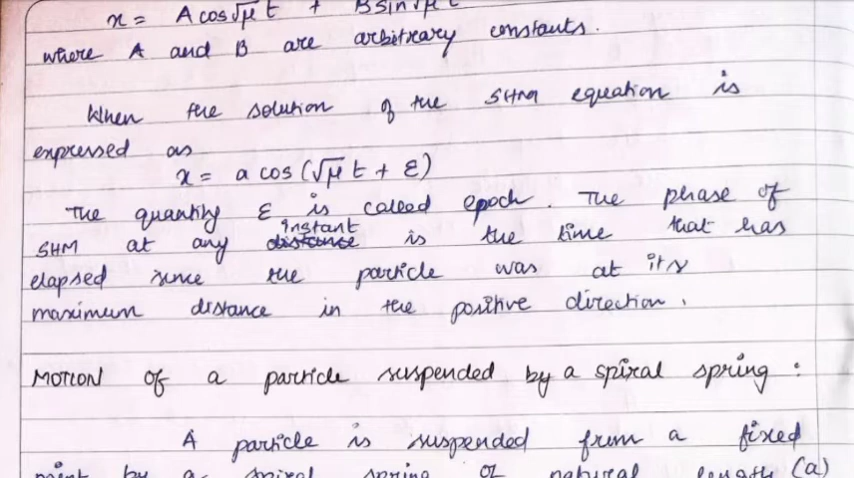 x = A cos√μ t + B sin√μ t
where A and B are arbitrary constants.
When the solution of the SHM equation is
expressed as
x = a cos (√μ t + ε)
The quantity ε is called epoch. The phase of
instant
SHM at any distance is the time that has
elapsed since the particle was at its
maximum distance in the positive direction.
MOTION of a particle suspended by a spiral spring :
A particle is suspended from a fixed
point by a spiral spring of natural length (a)